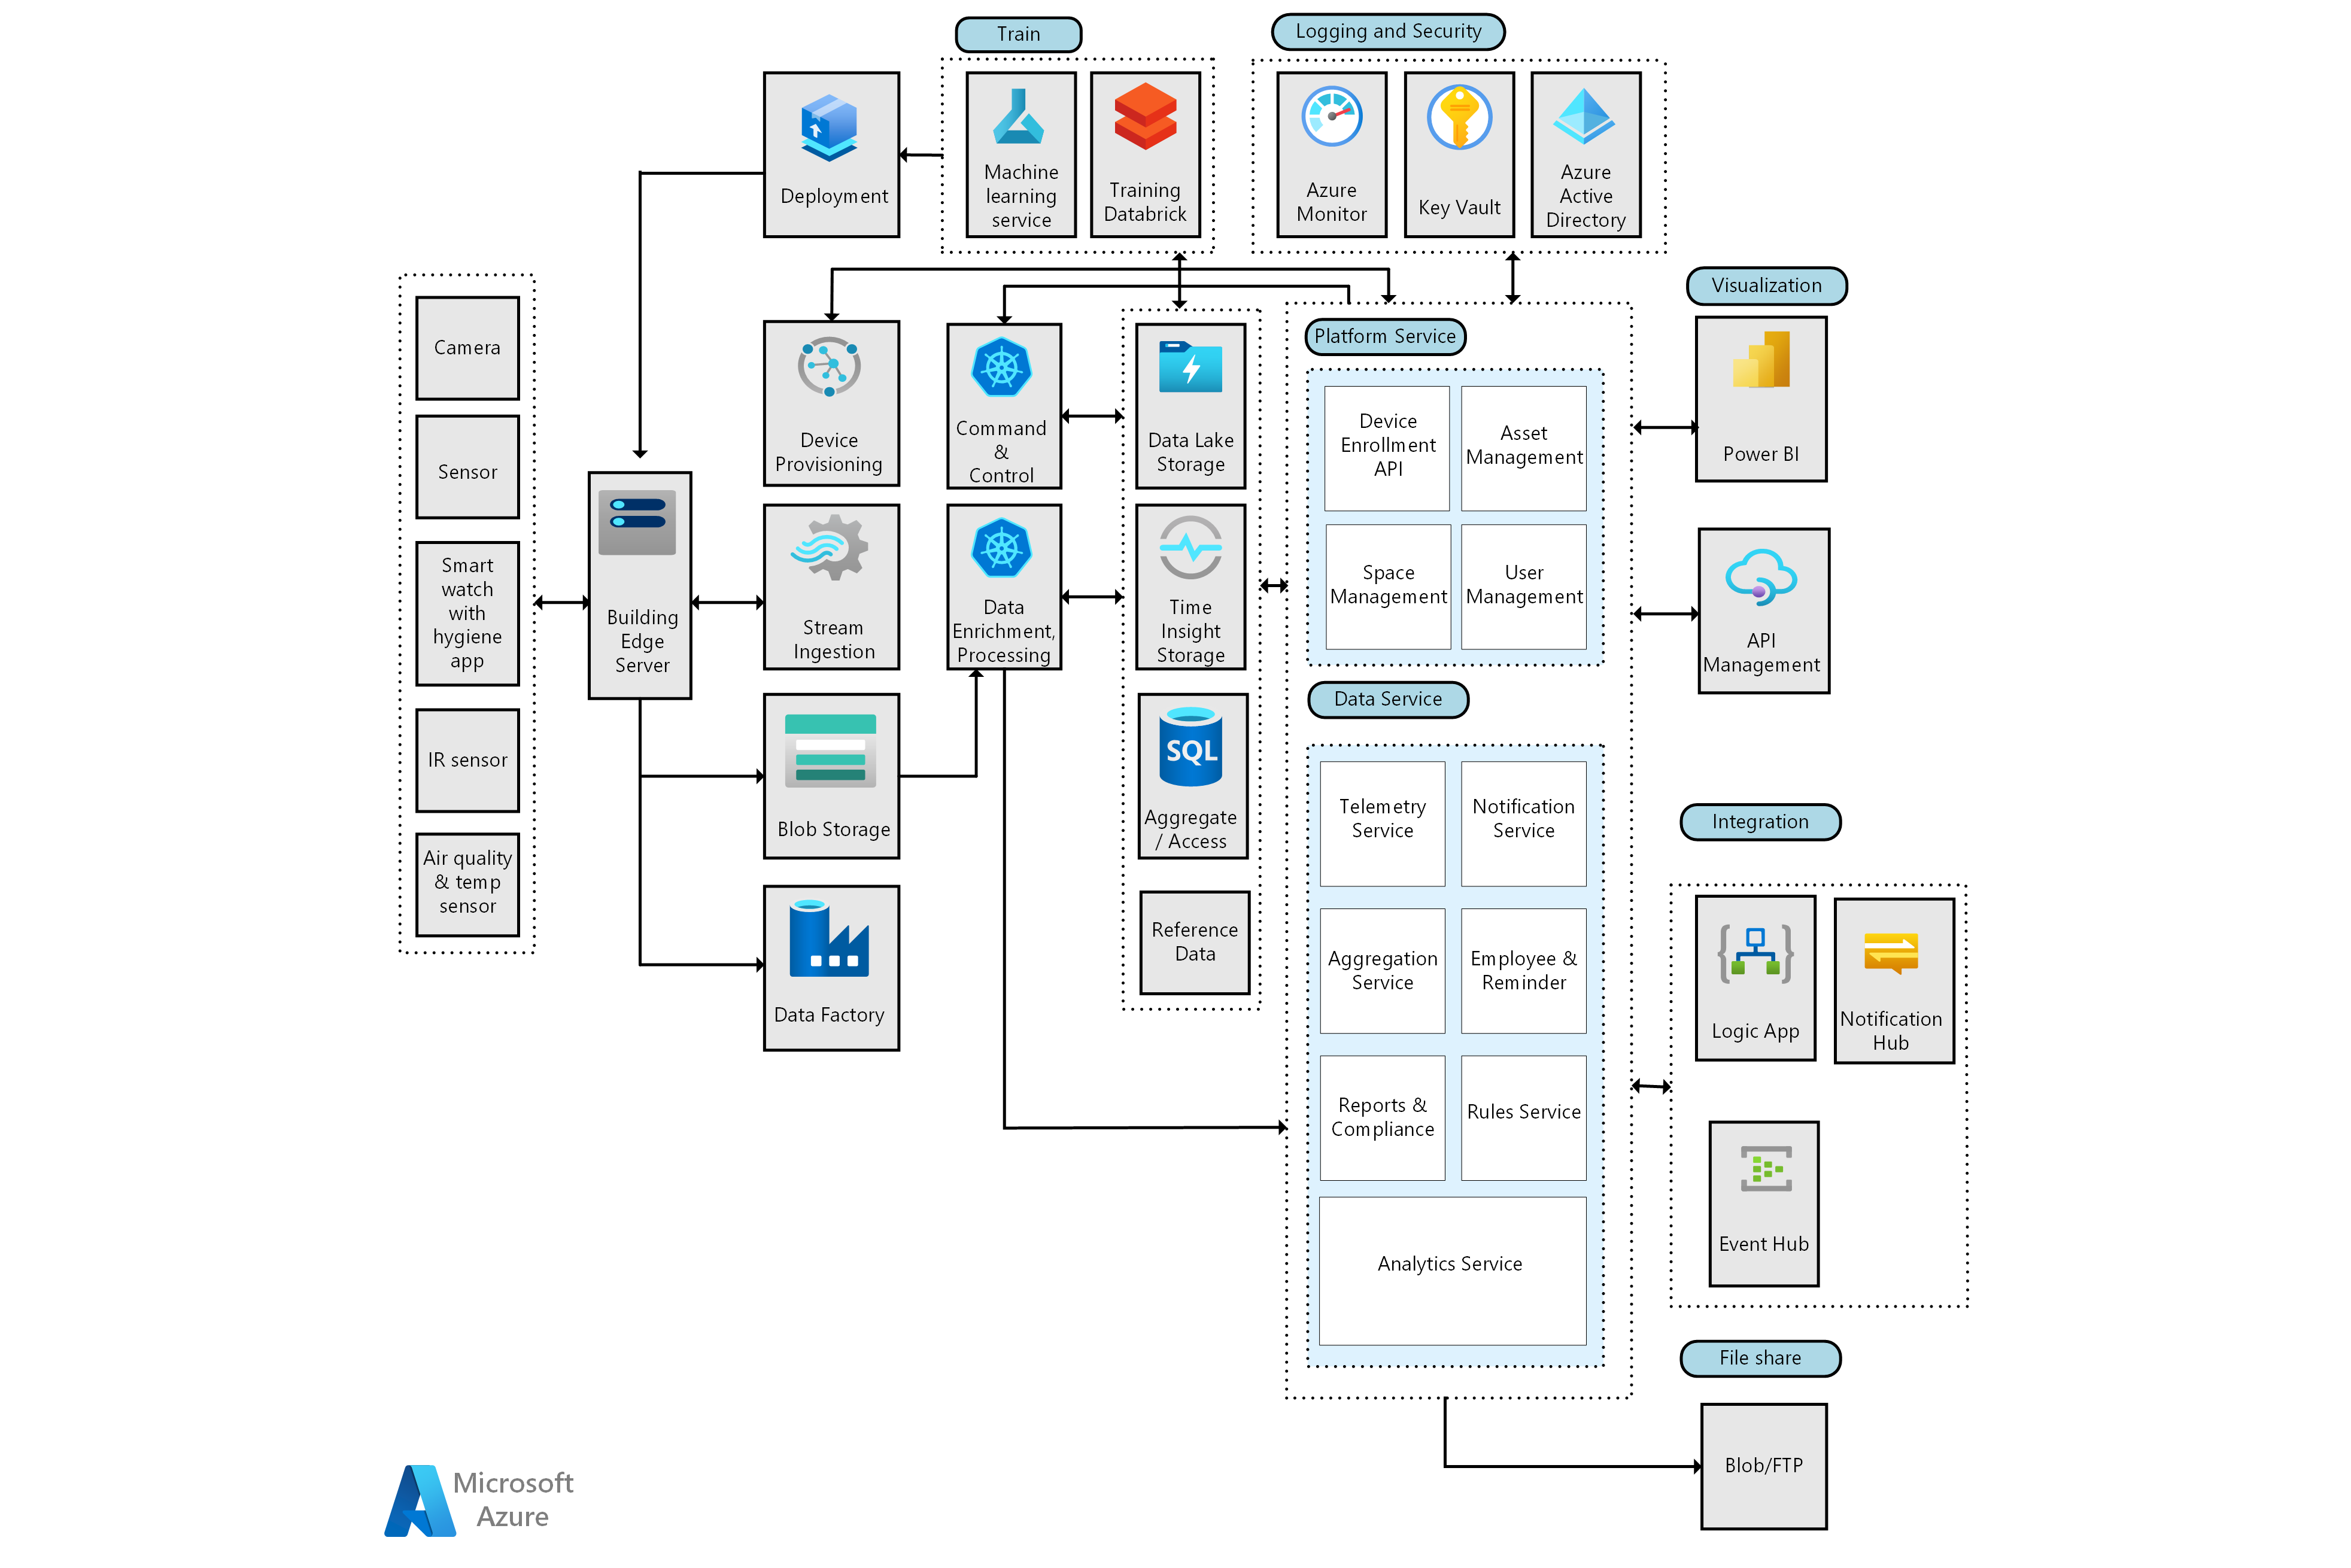 Train
Logging and Security
Deployment
Machine
learning
service
Training
Databrick
Azure
Monitor
Key Vault
Azure
Active
Directory
Visualization
Camera
Sensor
Smart
watch
with
hygiene
app
IR sensor
Air quality
& temp
sensor
Building
Edge
Server
Device
Provisioning
Stream
Ingestion
Blob Storage
Data Factory
Command
&
Control
Data
Enrichment,
Processing
Data Lake
Storage
Time
Insight
Storage
SQL
Aggregate
/ Access
Reference
Data
Platform Service
Device
Enrollment
API
Asset
Management
Space
Management
User
Management
Data Service
Telemetry
Service
Notification
Service
Aggregation
Service
Employee &
Reminder
Reports &
Compliance
Rules Service
Analytics Service
Power BI
API
Management
Integration
Logic App
Notification
Hub
Event Hub
File share
Blob/FTP
Microsoft
Azure